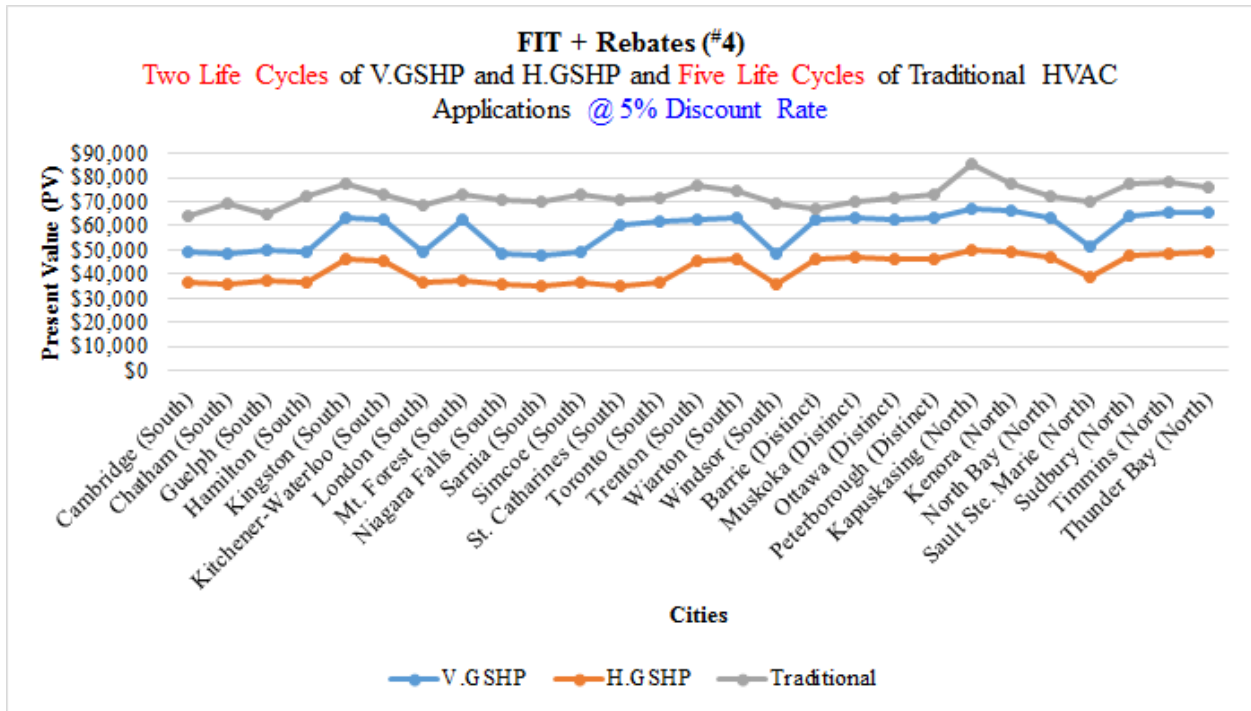 FIT + Rebates (#4)
Two Life Cycles of V.GSHP and H.GSHP and Five Life Cycles of Traditional HVAC
Applications @ 5% Discount Rate
Present Value (PV)
$90,000
$80,000
$70,000
$60,000
$50,000
$40,000
$30,000
$20,000
$10,000
$0
Cambridge (South)
Chatham (South)
Guelph (South)
Hamilton (South)
Kingston (South)
Kitchener-Waterloo (South)
London (South)
Mt. Forest (South)
Niagara Falls (South)
Sarnia (South)
Simcoe (South)
St. Catharines (South)
Toronto (South)
Trenton (South)
Wiarton (South)
Windsor (South)
Barrie (Distinct)
Muskoka (Distinct)
Ottawa (Distinct)
Peterborough (Distinct)
Kapuskasing (North)
Kenora (North)
North Bay (North)
Sault Ste. Marie (North)
Sudbury (North)
Timmins (North)
Thunder Bay (North)
Cities
V.GSHP
H.GSHP
Traditional